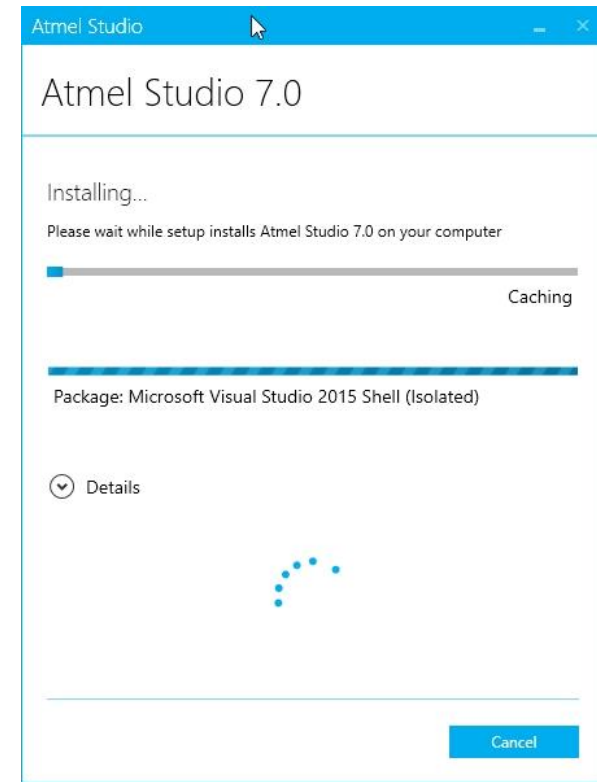 Atmel Studio
Atmel Studio 7.0
Installing...
Please wait while setup installs Atmel Studio 7.0 on your computer
Caching
Package: Microsoft Visual Studio 2015 Shell (Isolated)
Details
Cancel